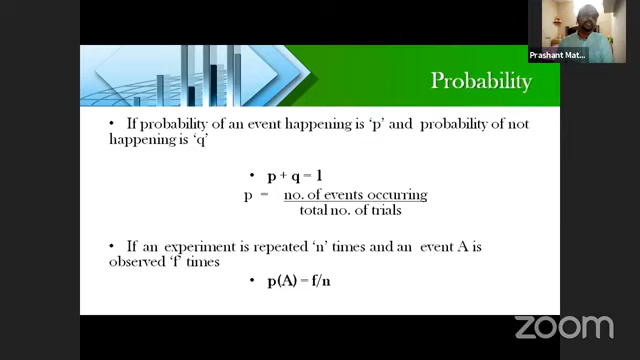 Prashant Mat...
Probability
• If probability of an event happening is ‘p’ and probability of not
happening is ‘q’
• p + q = 1
p = no. of events occurring
total no. of trials
• If an experiment is repeated ‘n’ times and an event A is
observed ‘f’ times
• p(A) = f/n
zoom